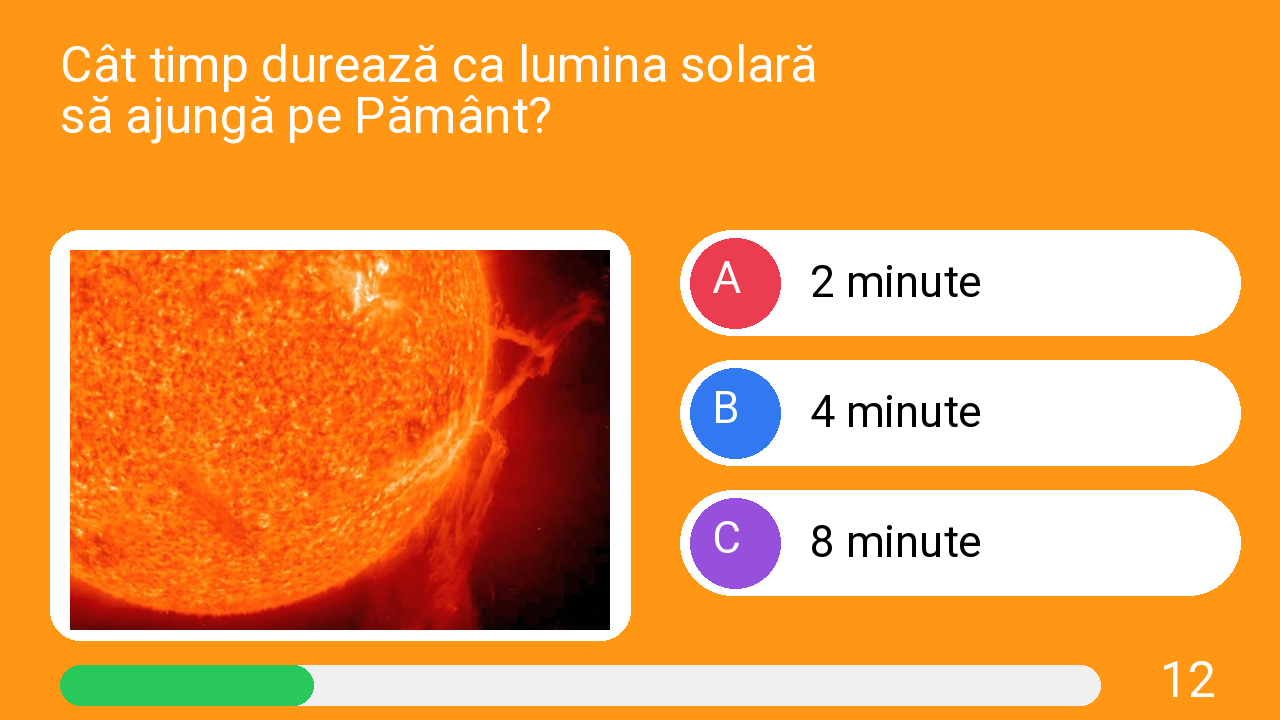 Cât timp durează ca lumina solară
să ajungă pe Pământ?
A 2 minute
B 4 minute
C 8 minute
12